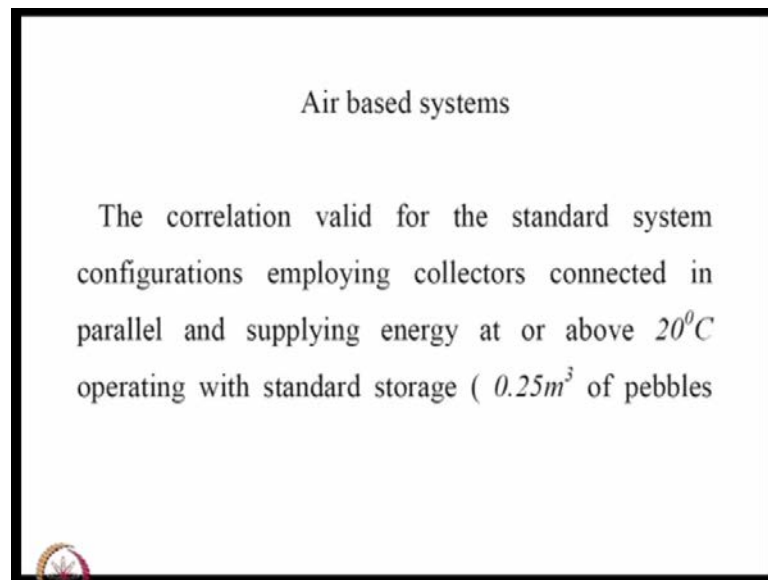 Air based systems
The correlation valid for the standard system
configurations employing collectors connected in
parallel and supplying energy at or above 20⁰C
operating with standard storage ( 0.25m³ of pebbles